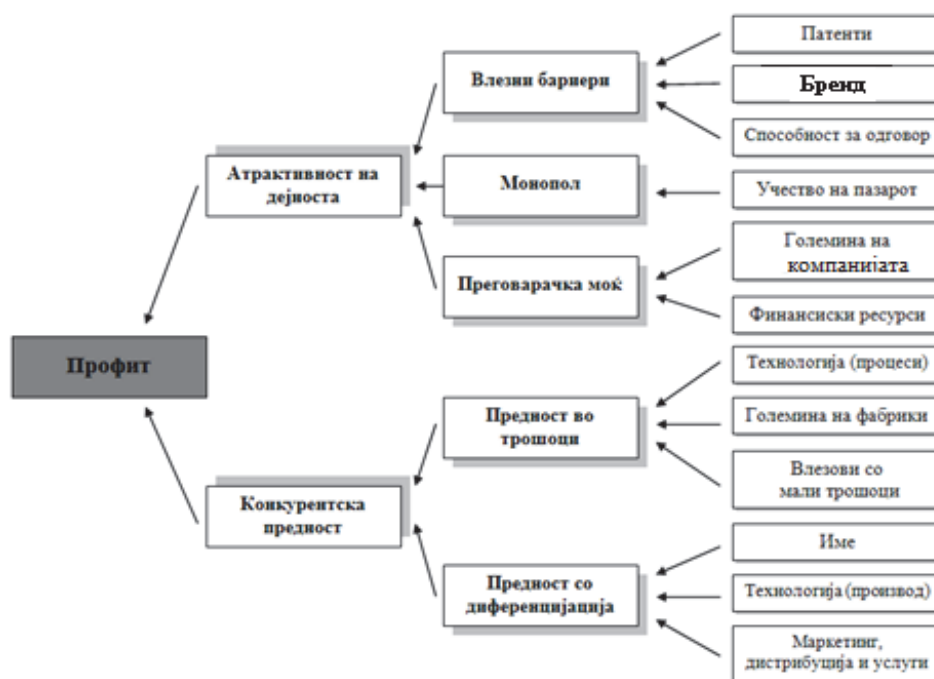 Патенти
Влезни бариери
Бренд
Способност за одговор
Атрактивност на
дејноста
Монопол
Учество на пазарот
Големина на
компанијата
Преговарачка моќ
Финансиски ресурси
Профит
Технологија (процеси)
Предност во
трошоци
Големина на фабрики
Влезови со
мали трошоци
Конкурентска
предност
Име
Предност со
диференцијација
Технологија (производ)
Маркетинг,
дистрибуција и услуги